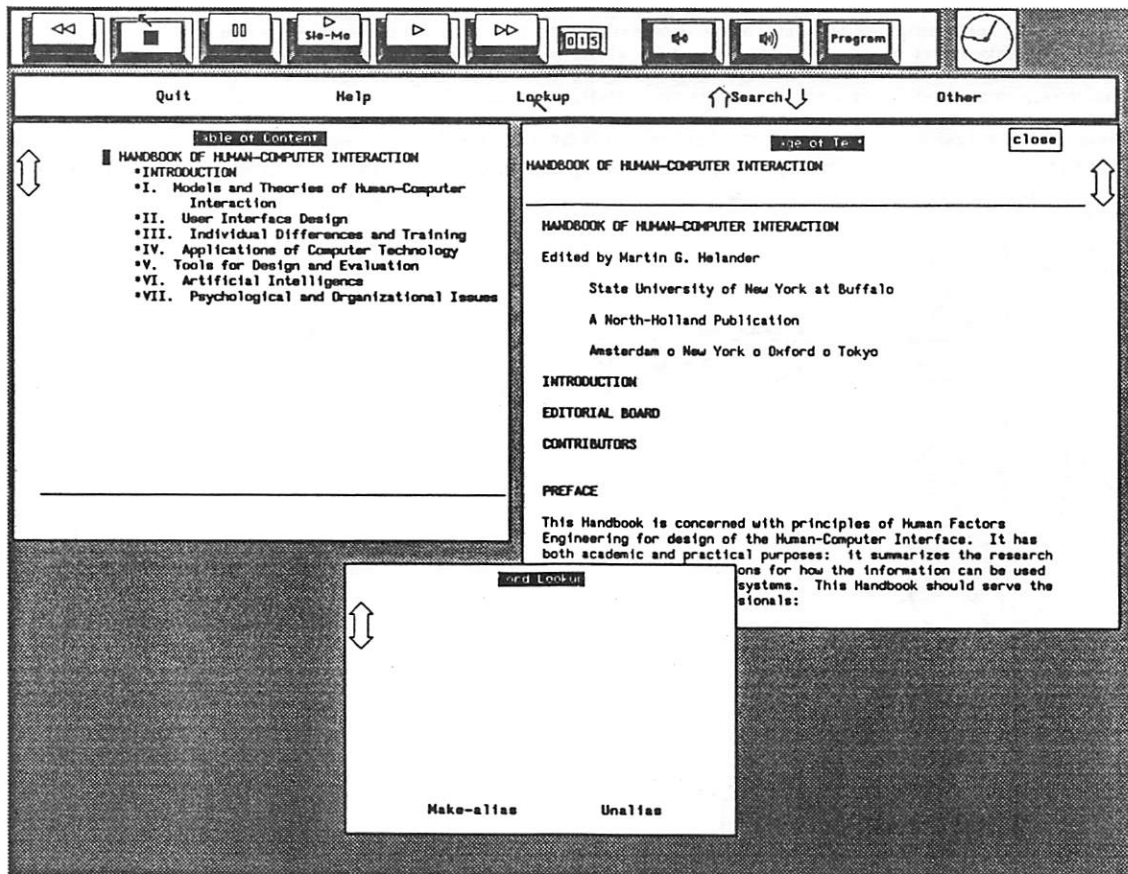 Slo-Mo
015
Program
Quit Help Lookup Search Other
able of Content
HANDBOOK OF HUMAN-COMPUTER INTERACTION
*INTRODUCTION
*I. Models and Theories of Human-Computer
Interaction
*II. User Interface Design
*III. Individual Differences and Training
*IV. Applications of Computer Technology
*V. Tools for Design and Evaluation
*VI. Artificial Intelligence
*VII. Psychological and Organizational Issues
age of Te
close
HANDBOOK OF HUMAN-COMPUTER INTERACTION
HANDBOOK OF HUMAN-COMPUTER INTERACTION
Edited by Martin G. Helander
State University of New York at Buffalo
A North-Holland Publication
Amsterdam o New York o Oxford o Tokyo
INTRODUCTION
EDITORIAL BOARD
CONTRIBUTORS
PREFACE
This Handbook is concerned with principles of Human Factors
Engineering for design of the Human-Computer Interface. It has
both academic and practical purposes: it summarizes the research
ons for how the information can be used
systems. This Handbook should serve the
sionals:
ord Lookup
Make-alias Unalias